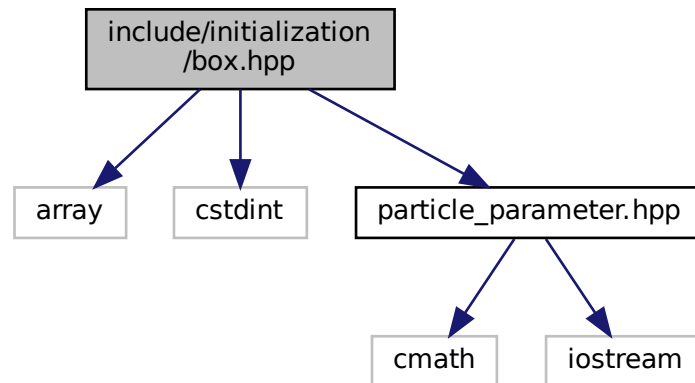 include/initialization
/box.hpp
array
cstdint
particle_parameter.hpp
cmath
iostream